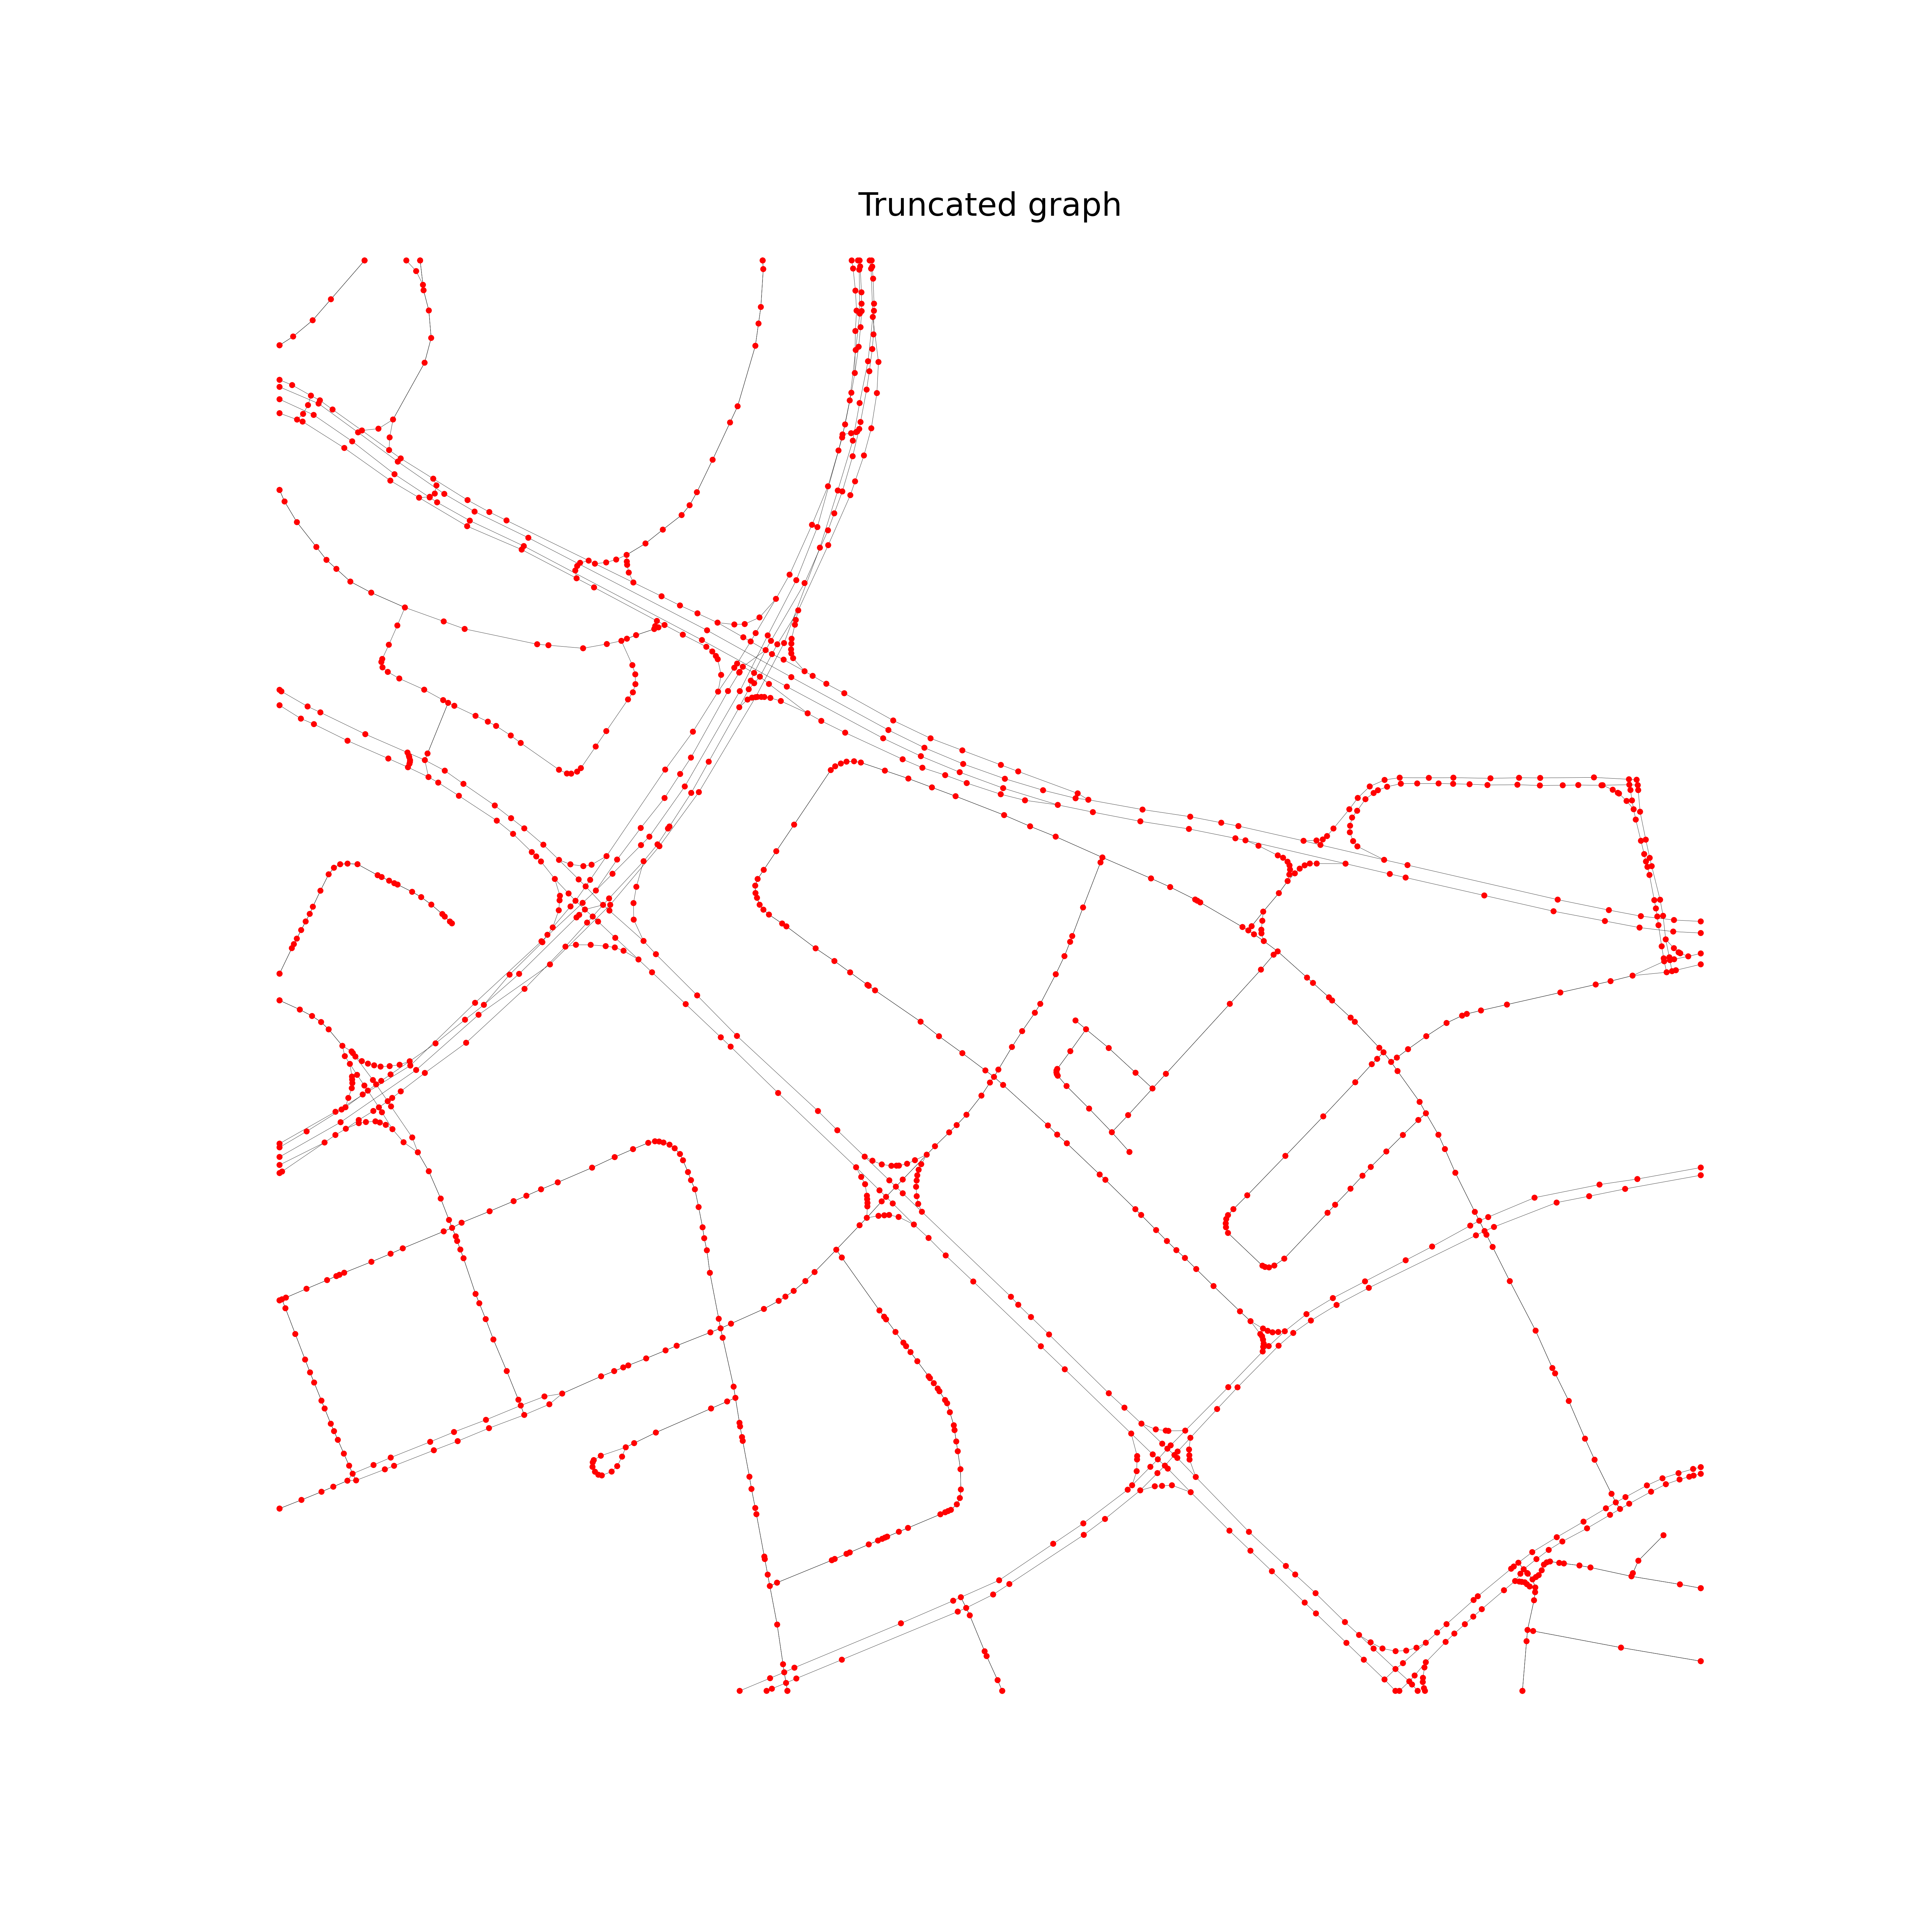 Truncated graph